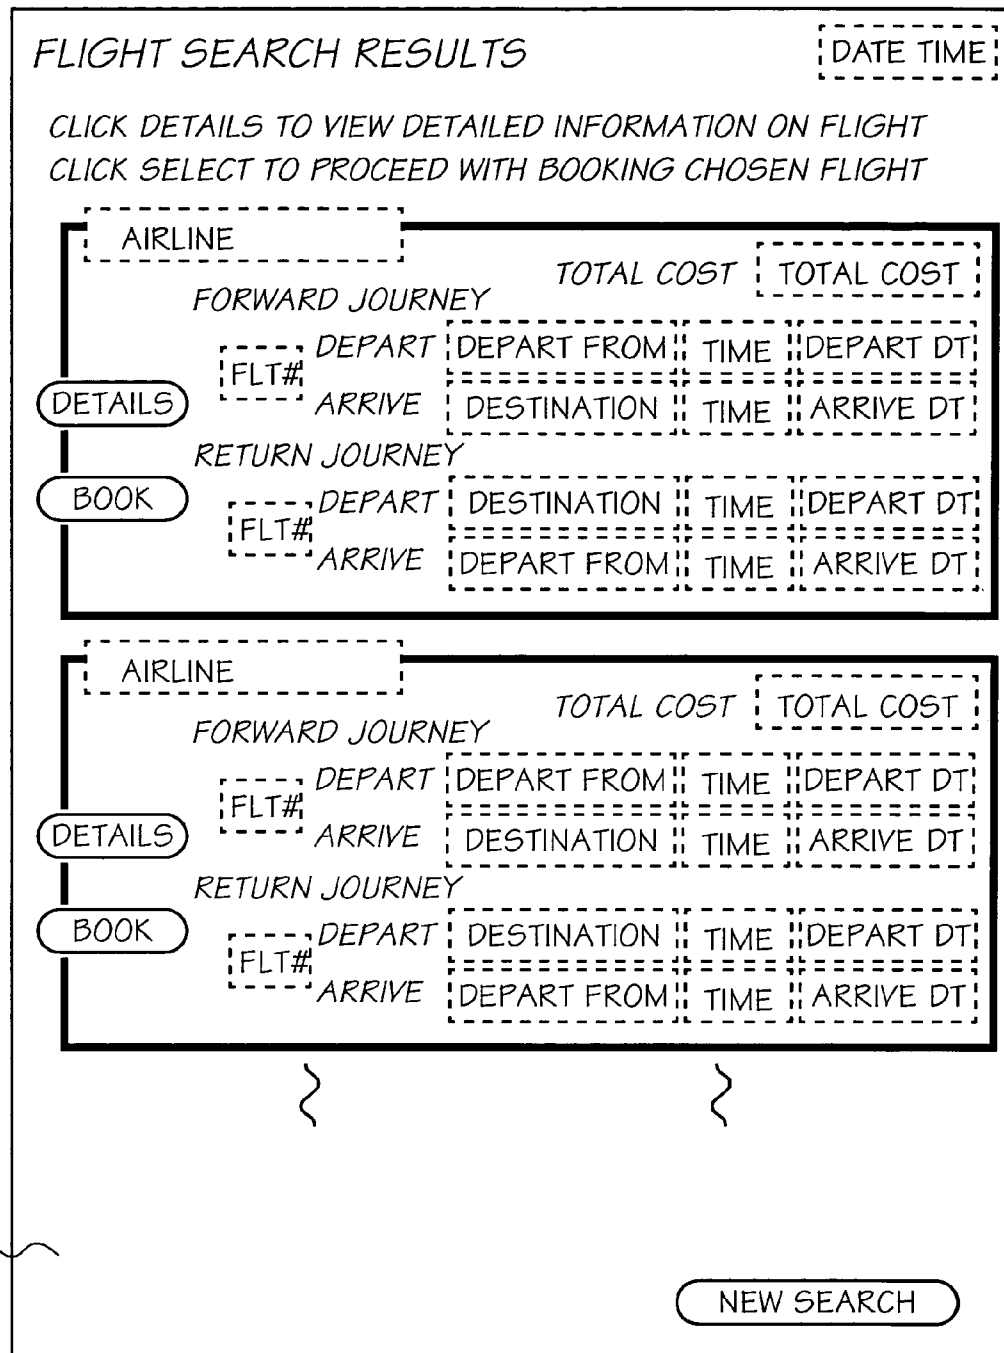 FLIGHT SEARCH RESULTS DATE TIME
CLICK DETAILS TO VIEW DETAILED INFORMATION ON FLIGHT
CLICK SELECT TO PROCEED WITH BOOKING CHOSEN FLIGHT
AIRLINE
TOTAL COST TOTAL COST
FORWARD JOURNEY
DEPART DEPART FROM TIME DEPART DT
FLT#
DETAILS ARRIVE DESTINATION TIME ARRIVE DT
RETURN JOURNEY
BOOK DEPART DESTINATION TIME DEPART DT
FLT#
ARRIVE DEPART FROM TIME ARRIVE DT
AIRLINE
TOTAL COST TOTAL COST
FORWARD JOURNEY
DEPART DEPART FROM TIME DEPART DT
FLT#
DETAILS ARRIVE DESTINATION TIME ARRIVE DT
RETURN JOURNEY
BOOK DEPART DESTINATION TIME DEPART DT
FLT#
ARRIVE DEPART FROM TIME ARRIVE DT
NEW SEARCH